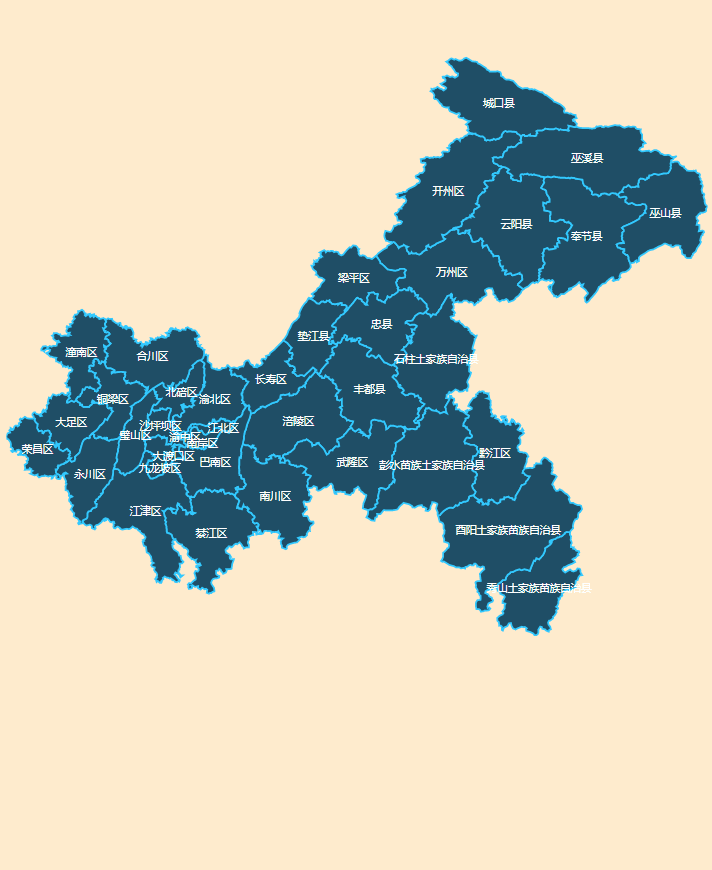 城口县
巫溪县
开州区
巫山县
云阳县
奉节县
万州区
梁平区
忠县
垫江县
潼南区
合川区
石柱土家族自治县
长寿区
丰都县
北碚区
铜梁区
渝北区
大足区
涪陵区
沙坪坝区
江北区
璧山区
渝中区
南岸区
荣昌区
黔江区
大渡口区
巴南区
武隆区
彭水苗族土家族自治县
九龙坡区
永川区
南川区
江津区
酉阳土家族苗族自治县
綦江区
秀山土家族苗族自治县